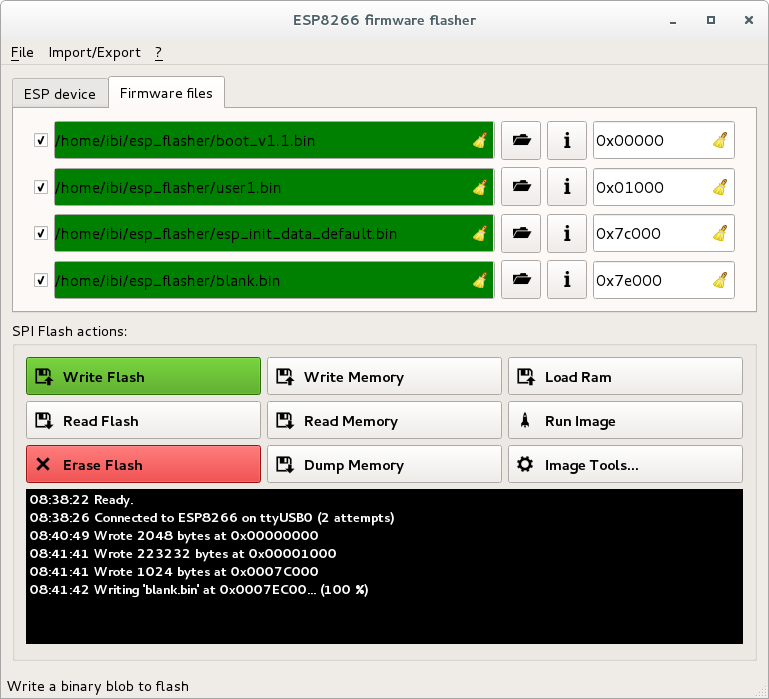 ESP8266 firmware flasher
File Import/Export ?
ESP device Firmware files
/home/ibi/esp_flasher/boot_v1.1.bin i 0x00000
/home/ibi/esp_flasher/user1.bin i 0x01000
/home/ibi/esp_flasher/esp_init_data_default.bin i 0x7c000
/home/ibi/esp_flasher/blank.bin i 0x7e000
SPI Flash actions:
Write Flash Write Memory Load Ram
Read Flash Read Memory Run Image
Erase Flash Dump Memory Image Tools...
08:38:22 Ready.
08:38:26 Connected to ESP8266 on ttyUSB0 (2 attempts)
08:40:49 Wrote 2048 bytes at 0x00000000
08:41:41 Wrote 223232 bytes at 0x00001000
08:41:41 Wrote 1024 bytes at 0x0007C000
08:41:42 Writing 'blank.bin' at 0x0007EC00... (100 %)
Write a binary blob to flash